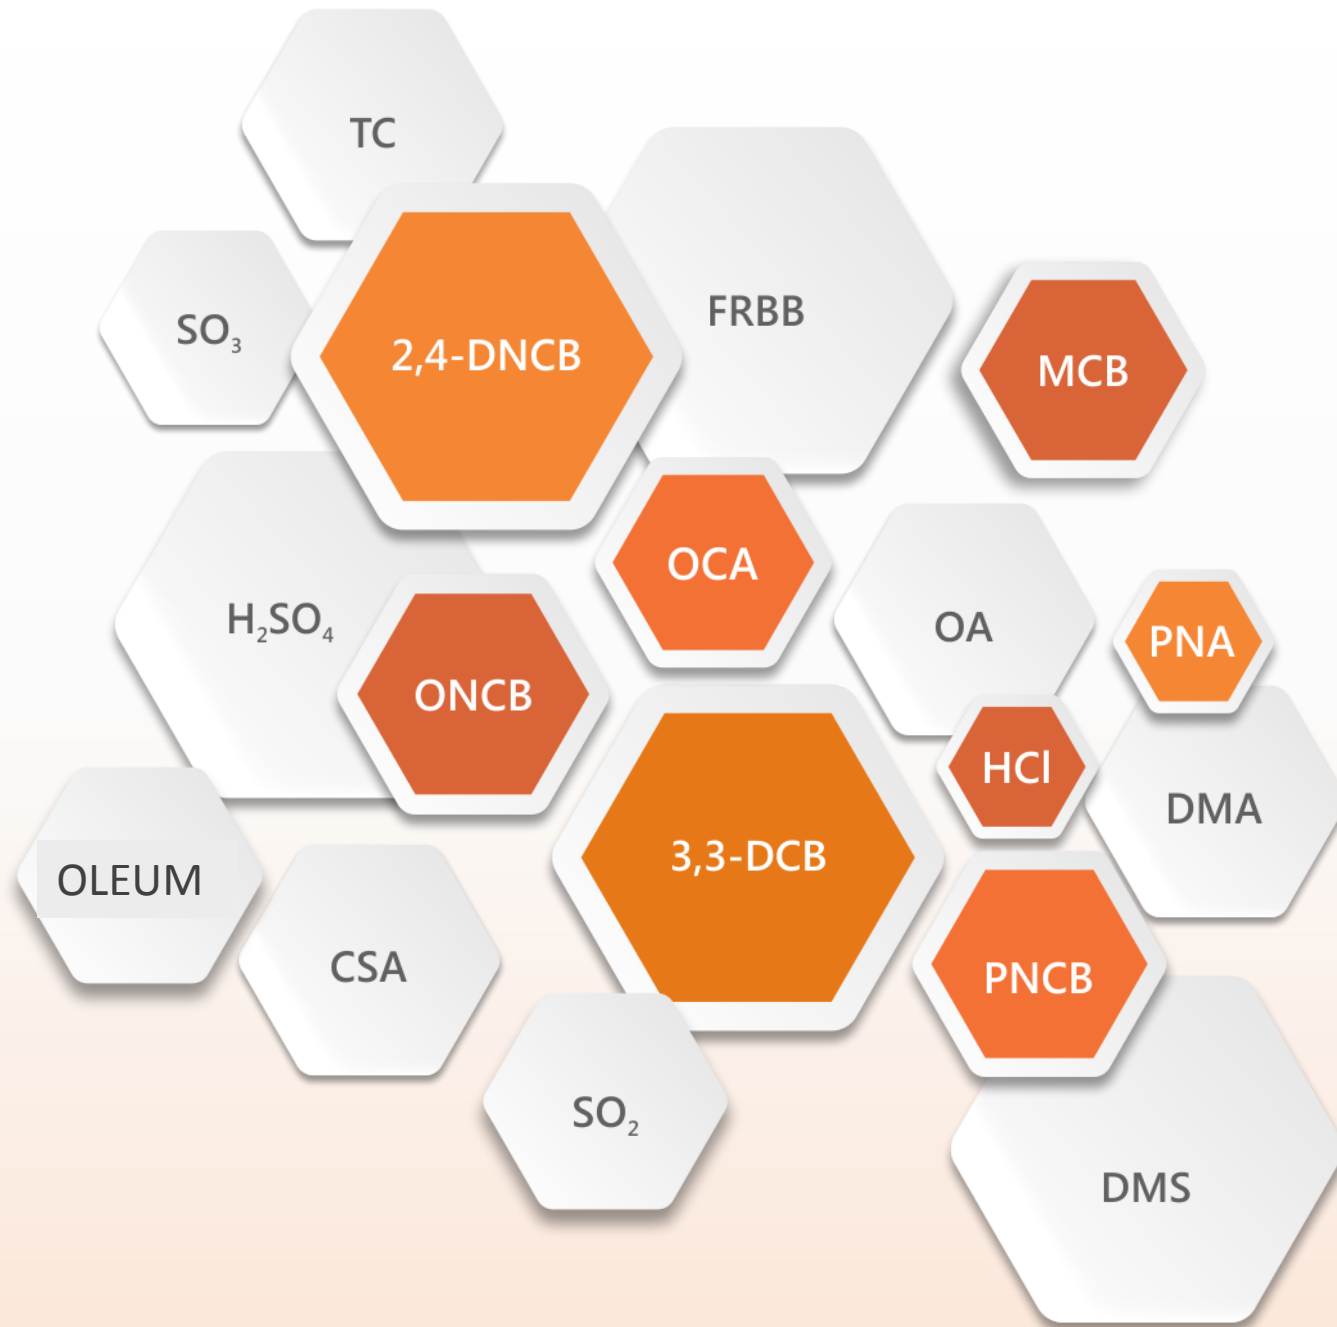 TC
FRBB
SO₃
2,4-DNCB
MCB
OCA
H₂SO₄
OA
PNA
ONCB
HCl
DMA
3,3-DCB
OLEUM
CSA
PNCB
SO₂
DMS